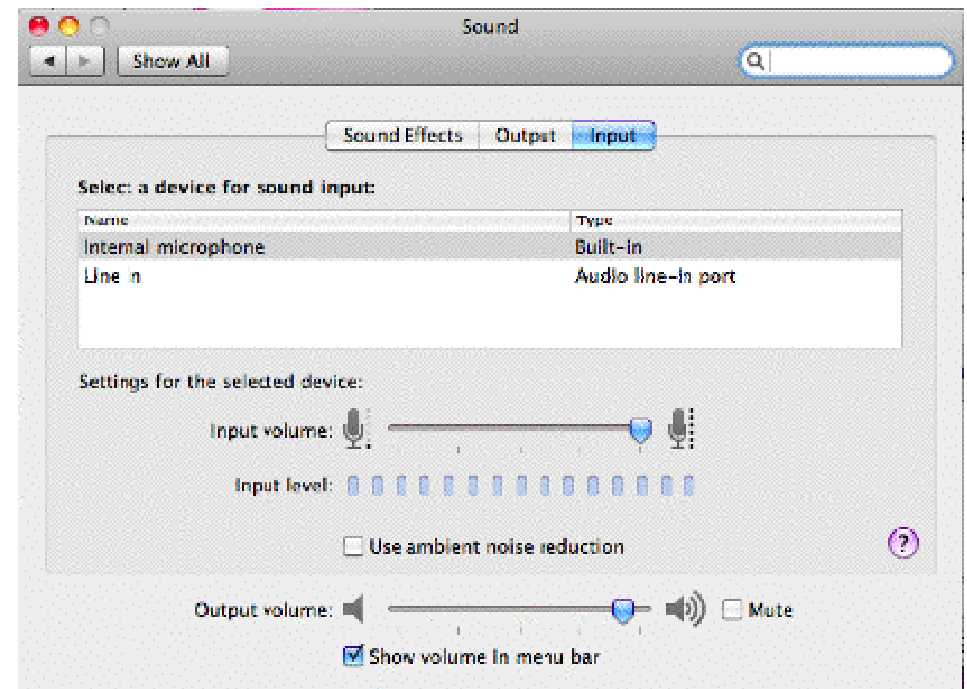 Sound
Show All
Sound Effects Output Input
Select a device for sound input:
Name Type
Internal microphone Built-in
Line in Audio line-in port
Settings for the selected device:
Input volume:
Input level:
Use ambient noise reduction
?
Output volume: Mute
Show volume in menu bar